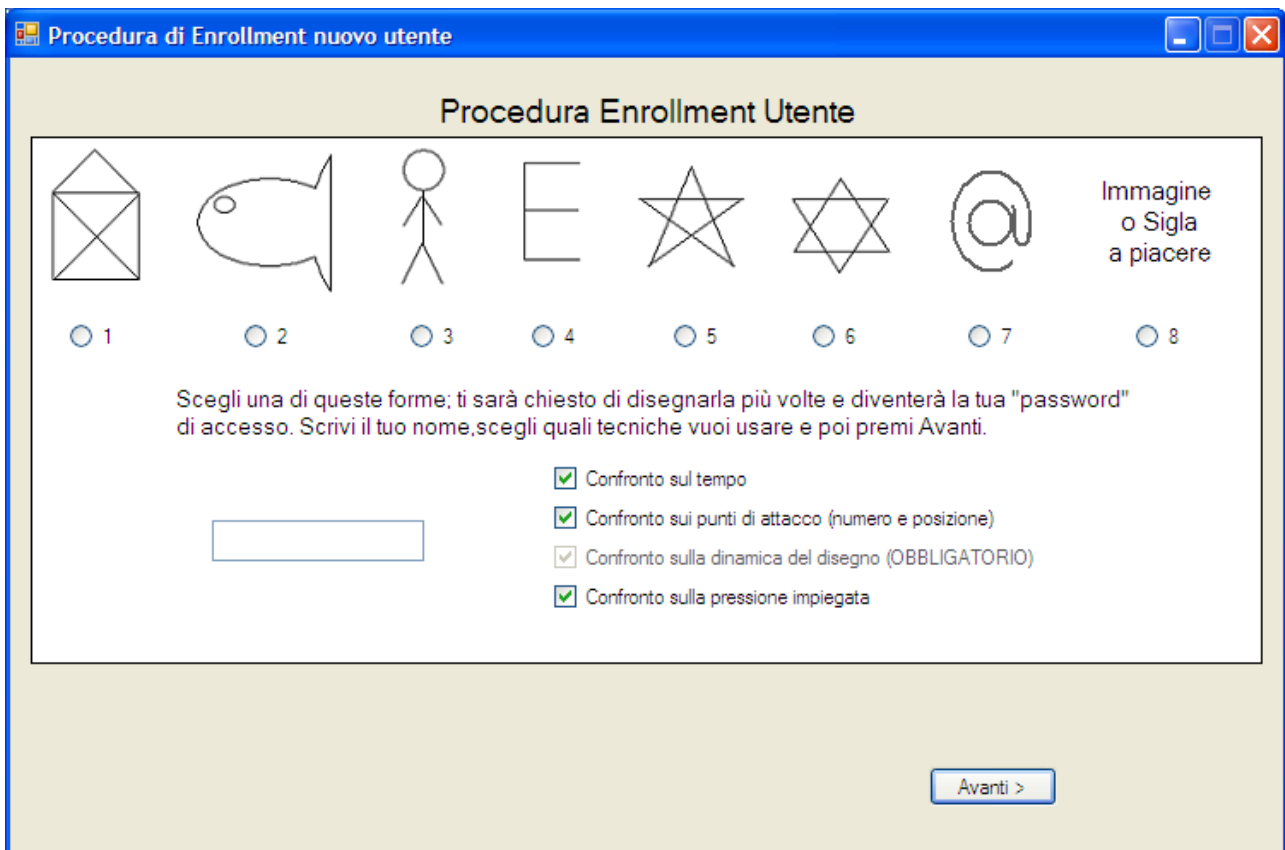 Procedura di Enrollment nuovo utente
Procedura Enrollment Utente
Immagine
o Sigla
a piacere
1 2 3 4 5 6 7 8
Scegli una di queste forme; ti sarà chiesto di disegnarla più volte e diventerà la tua "password"
di accesso. Scrivi il tuo nome,scegli quali tecniche vuoi usare e poi premi Avanti.
Confronto sul tempo
Confronto sui punti di attacco (numero e posizione)
Confronto sulla dinamica del disegno (OBBLIGATORIO)
Confronto sulla pressione impiegata
Avanti >